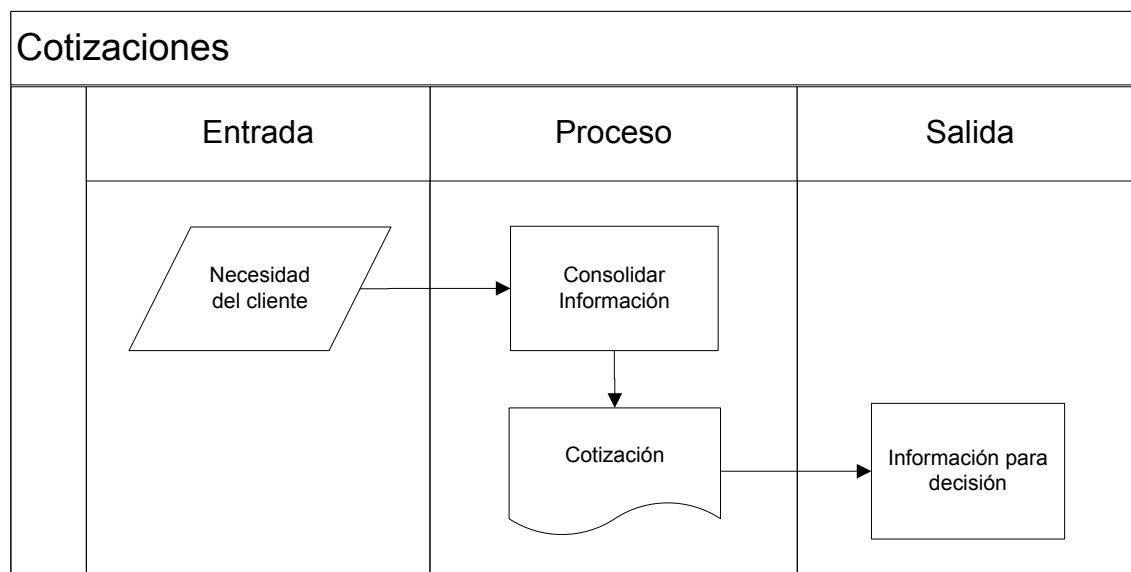 Cotizaciones
Entrada
Proceso
Salida
Necesidad
del cliente
Consolidar
Información
Cotización
Información para
decisión